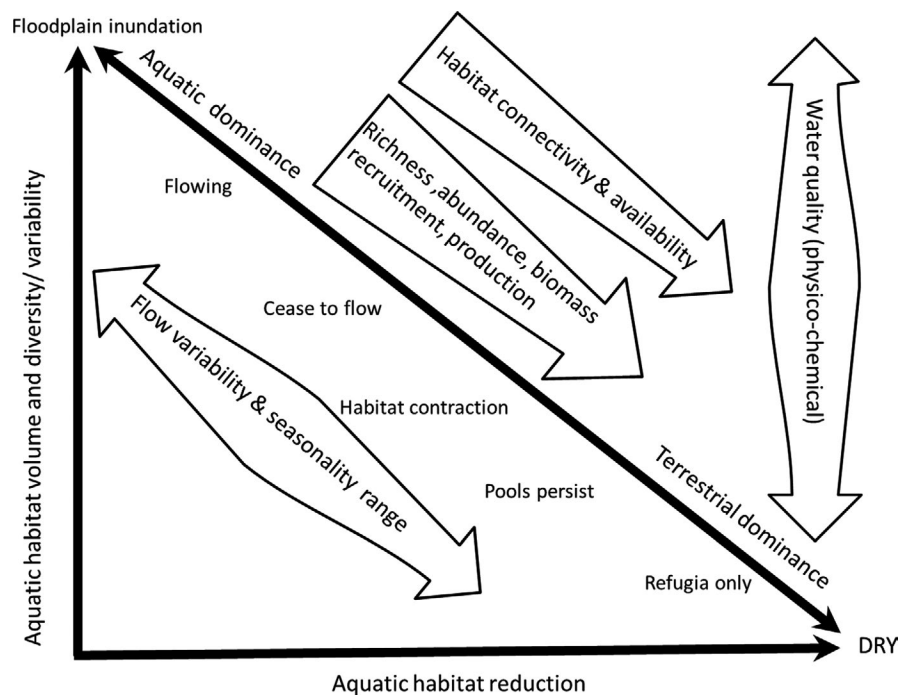 Floodplain inundation
Aquatic dominance
Habitat connectivity & availability
Richness ,abundance, biomass
recruitment, production
Water quality (physico-chemical)
Flowing
Aquatic habitat volume and diversity/ variability
Cease to flow
Flow variability & seasonality range
Habitat contraction
Pools persist
Terrestrial dominance
Refugia only
DRY
Aquatic habitat reduction